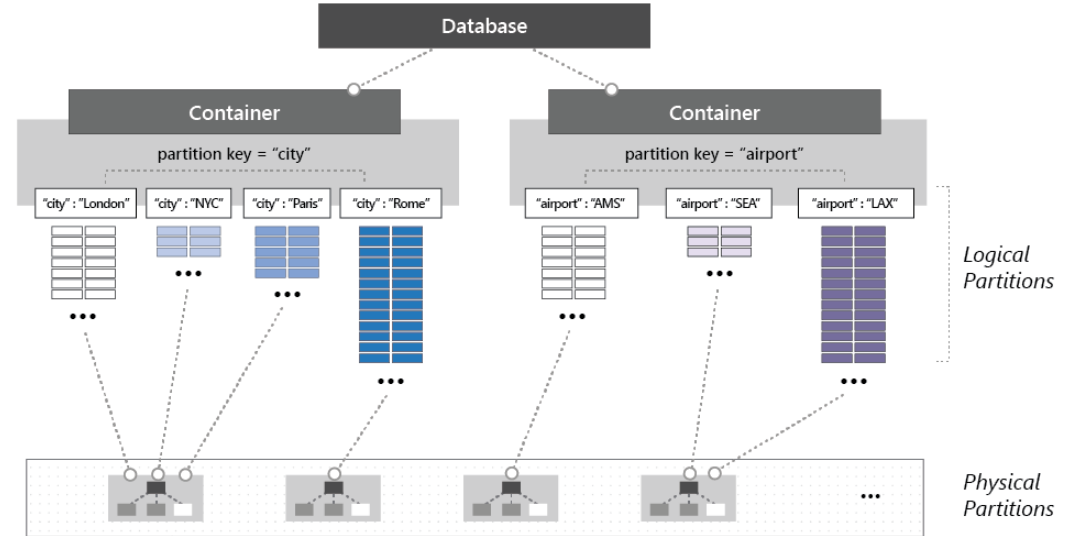 Database
Container
Container
partition key = “city”
partition key = “airport”
“city” : “London”
“city” : “NYC”
“city” : “Paris”
“city” : “Rome”
“airport” : “AMS”
“airport” : “SEA”
“airport” : “LAX”
Logical
Partitions
...
...
...
...
...
...
...
Physical
Partitions
...